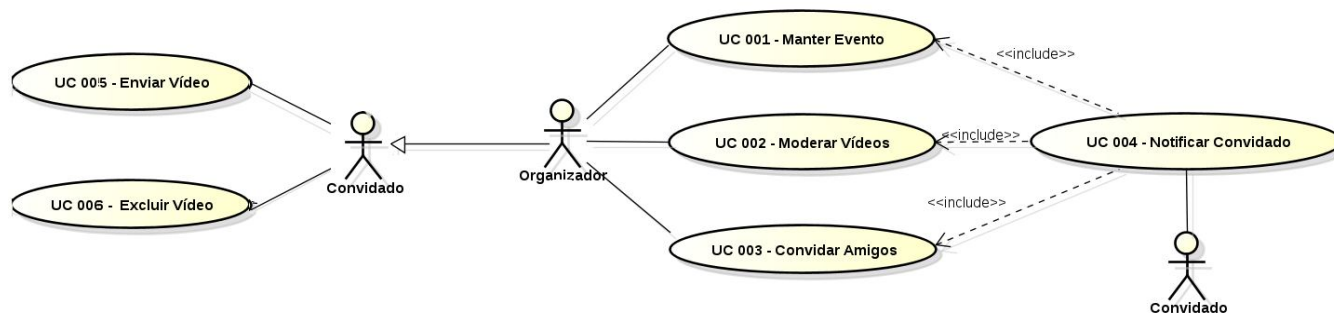 UC 001 - Manter Evento
<<include>>
UC 005 - Enviar Vídeo
UC 002 - Moderar Vídeos
<<include>>
UC 004 - Notificar Convidado
Organizador
Convidado
UC 006 - Excluir Vídeo
<<include>>
UC 003 - Convidar Amigos
Convidado